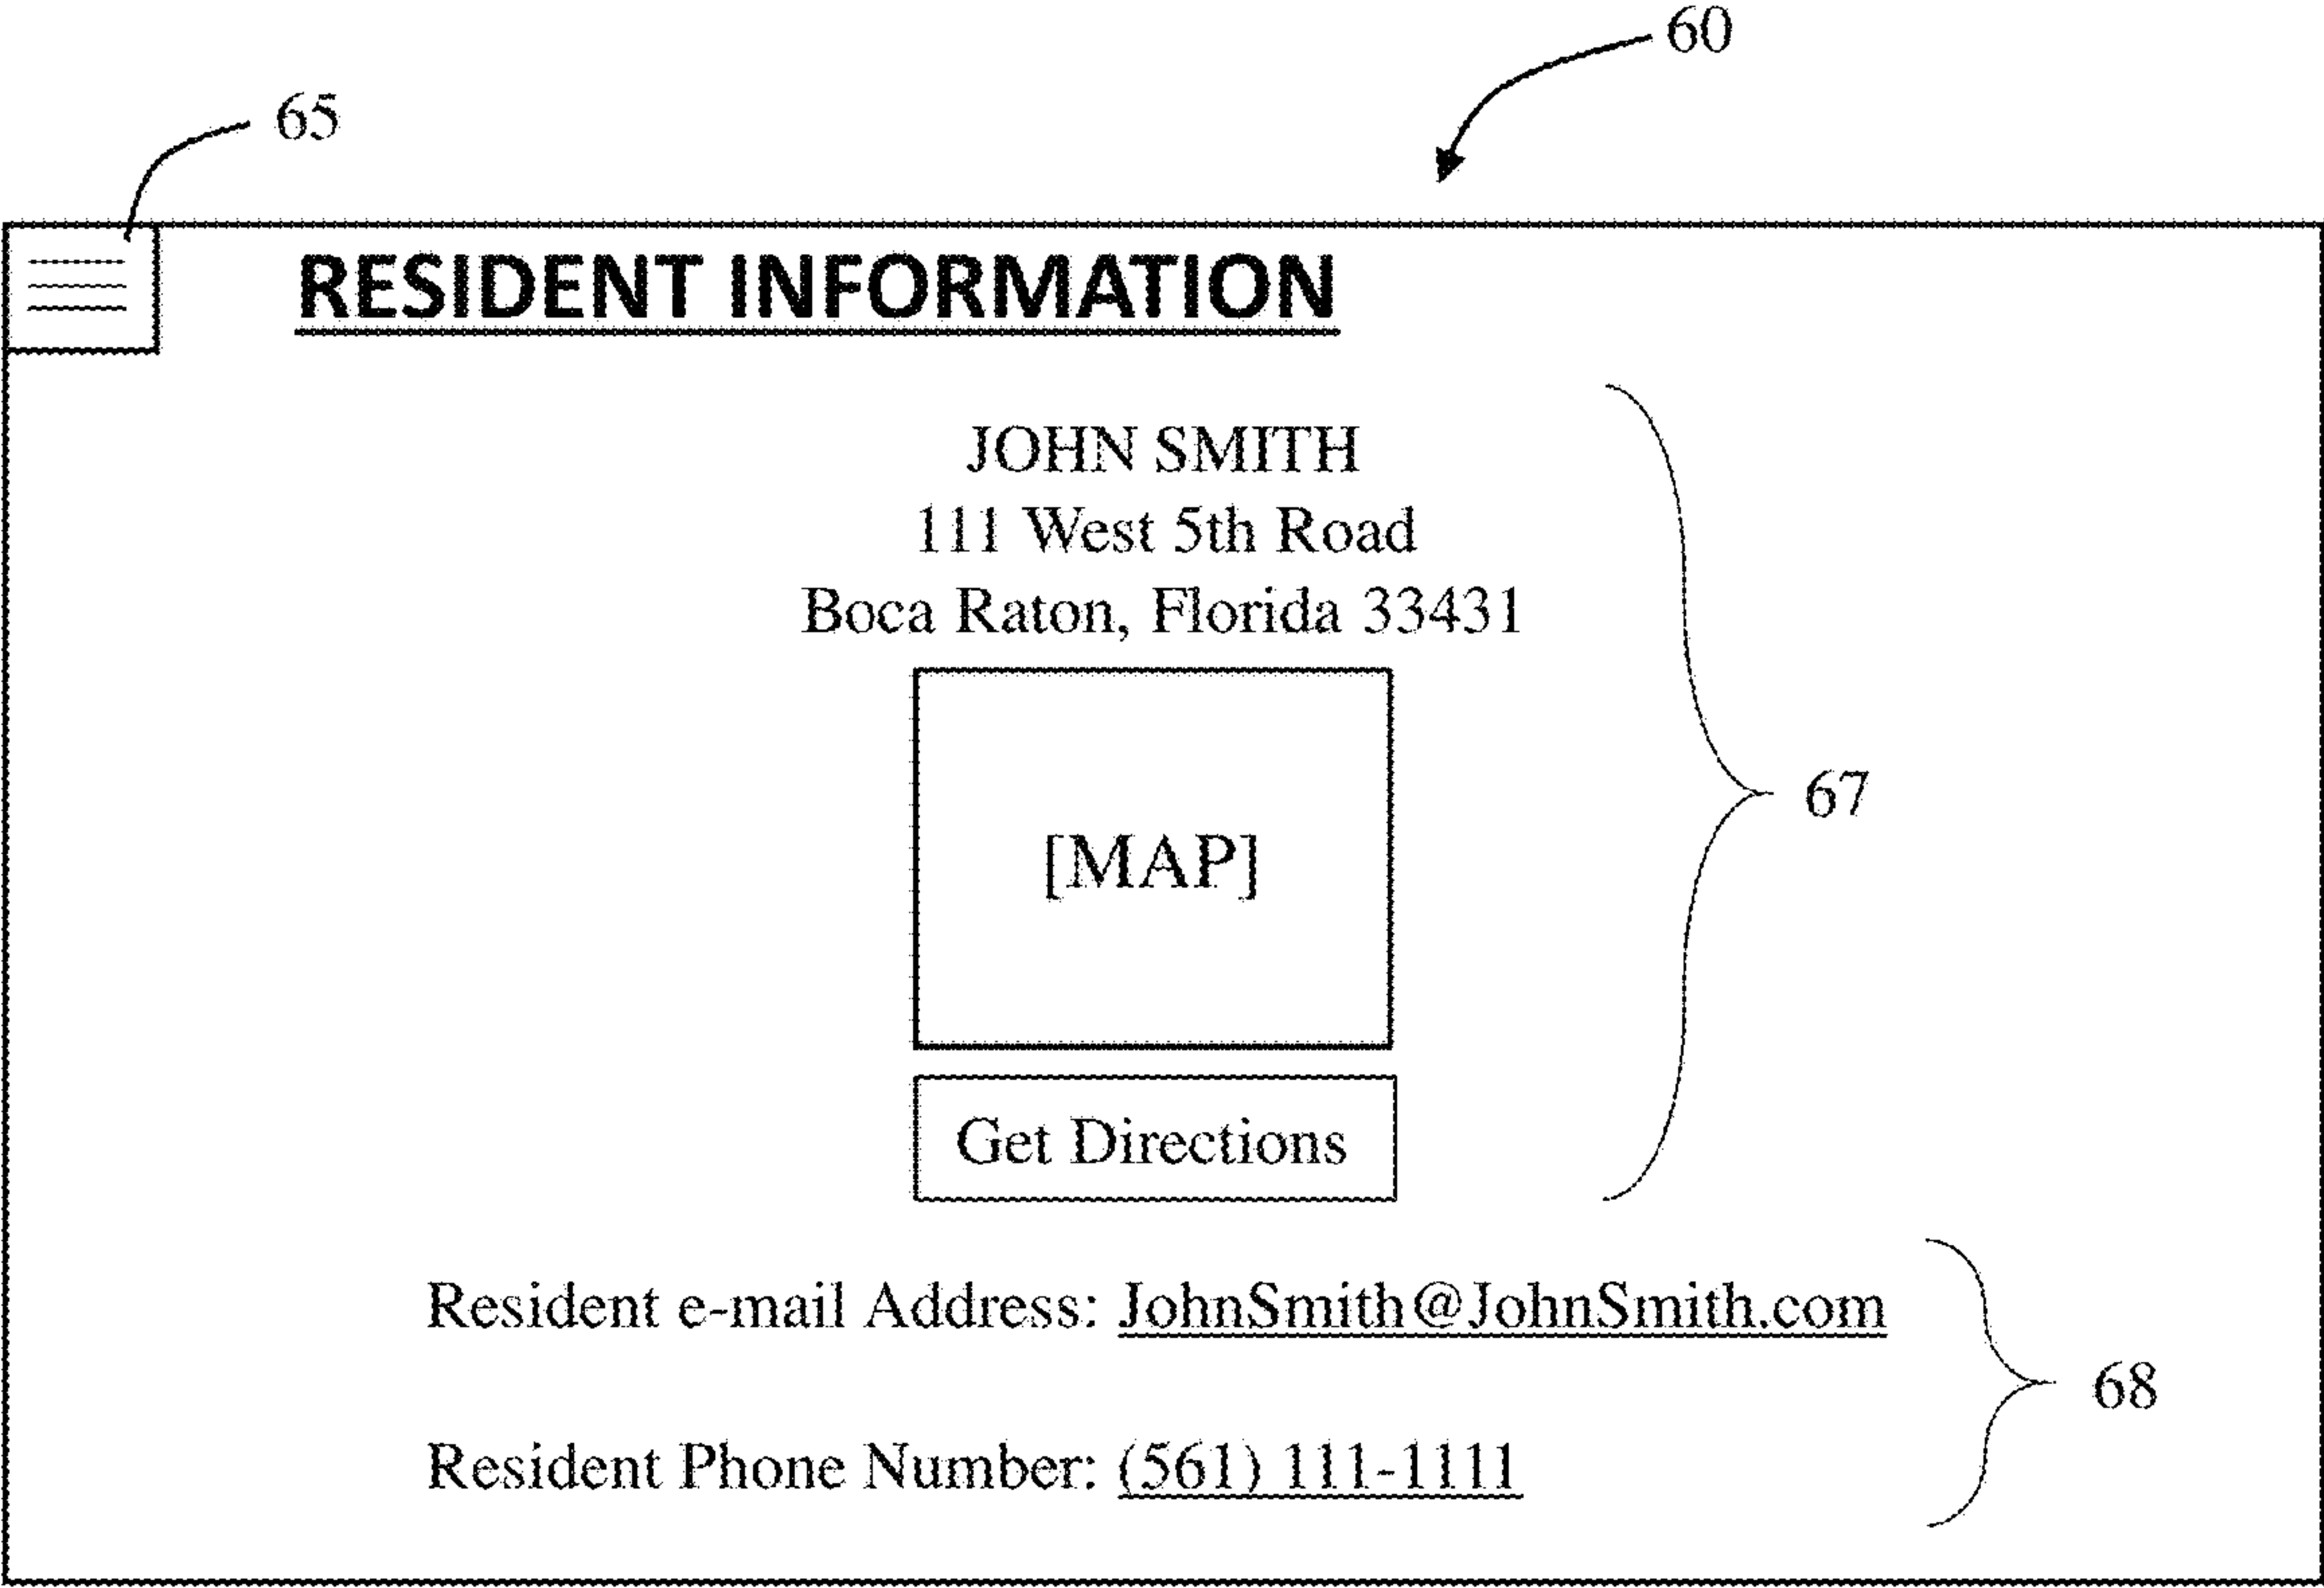 60
65
RESIDENT INFORMATION
JOHN SMITH
111 West 5th Road
Boca Raton, Florida 33431
[MAP]
67
Get Directions
Resident e-mail Address: JohnSmith@JohnSmith.com
68
Resident Phone Number: (561) 111-1111